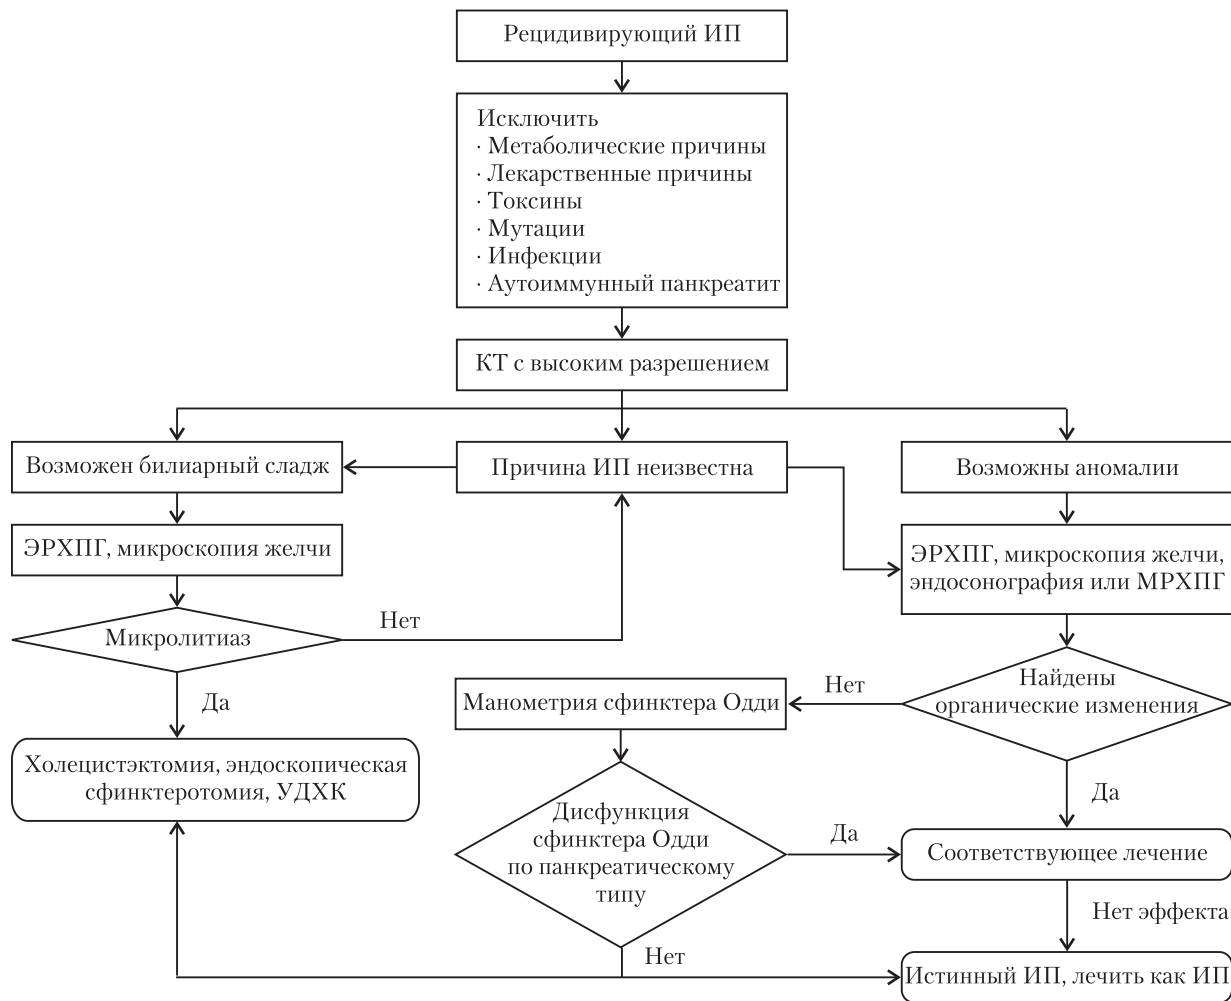 Рецидивирующий ИП
Исключить
· Метаболические причины
· Лекарственные причины
· Токсины
· Мутации
· Инфекции
· Аутоиммунный панкреатит
КТ с высоким разрешением
Возможен билиарный сладж
Причина ИП неизвестна
Возможны аномалии
ЭРХПГ, микроскопия желчи
ЭРХПГ, микроскопия желчи,
эндосонография или МРХПГ
Микролитиаз
Нет
Да
Холецистэктомия, эндоскопическая
сфинктеротомия, УДХК
Найдены
органические изменения
Нет
Манометрия сфинктера Одди
Да
Дисфункция
сфинктера Одди
по панкреатическому
типу
Да
Соответствующее лечение
Нет эффекта
Нет
Истинный ИП, лечить как ИП